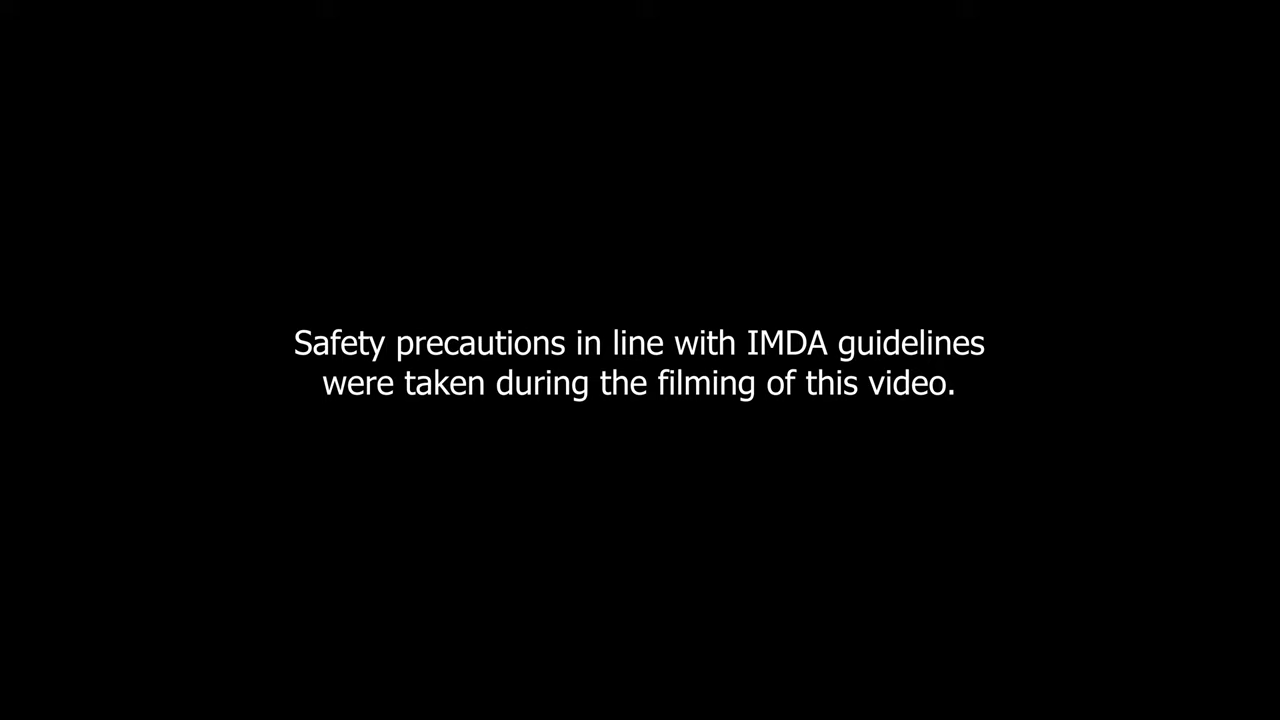 Safety precautions in line with IMDA guidelines
were taken during the filming of this video.